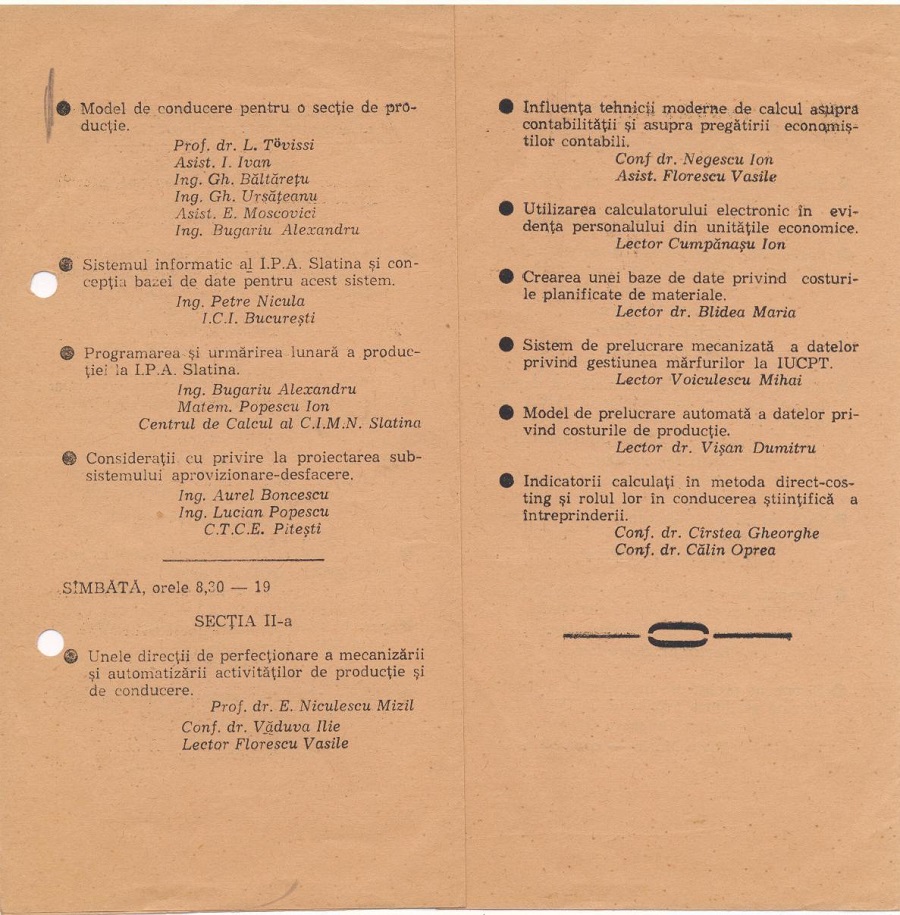 ● Model de conducere pentru o secție de pro-
ducție.
Prof. dr. L. Tövissi
Asist. I. Ivan
Ing. Gh. Băltărețu
Ing. Gh. Ursățeanu
Asist. E. Moscovici
Ing. Bugariu Alexandru
● Sistemul informatic al I.P.A. Slatina și con-
cepția bazei de date pentru acest sistem.
Ing. Petre Nicula
I.C.I. București
● Programarea și urmărirea lunară a produc-
ției la I.P.A. Slatina.
Ing. Bugariu Alexandru
Matem. Popescu Ion
Centrul de Calcul al C.I.M.N. Slatina
● Considerații cu privire la proiectarea sub-
sistemului aprovizionare-desfacere.
Ing. Aurel Boncescu
Ing. Lucian Popescu
C.T.C.E. Pitești
SÎMBĂTĂ, orele 8,30 — 19
SECȚIA II-a
● Unele direcții de perfecționare a mecanizării
și automatizării activităților de producție și
de conducere.
Prof. dr. E. Niculescu Mizil
Conf. dr. Văduva Ilie
Lector Florescu Vasile
● Influența tehnicii moderne de calcul asupra
contabilității și asupra pregătirii economiș-
tilor contabili.
Conf dr. Negescu Ion
Asist. Florescu Vasile
● Utilizarea calculatorului electronic în evi-
dența personalului din unitățile economice.
Lector Cumpănașu Ion
● Crearea unei baze de date privind costuri-
le planificate de materiale.
Lector dr. Blidea Maria
● Sistem de prelucrare mecanizată a datelor
privind gestiunea mărfurilor la IUCPT.
Lector Voiculescu Mihai
● Model de prelucrare automată a datelor pri-
vind costurile de producție.
Lector dr. Vișan Dumitru
● Indicatorii calculați în metoda direct-cos-
ting și rolul lor în conducerea științifică a
întreprinderii.
Conf. dr. Cîrstea Gheorghe
Conf. dr. Călin Oprea